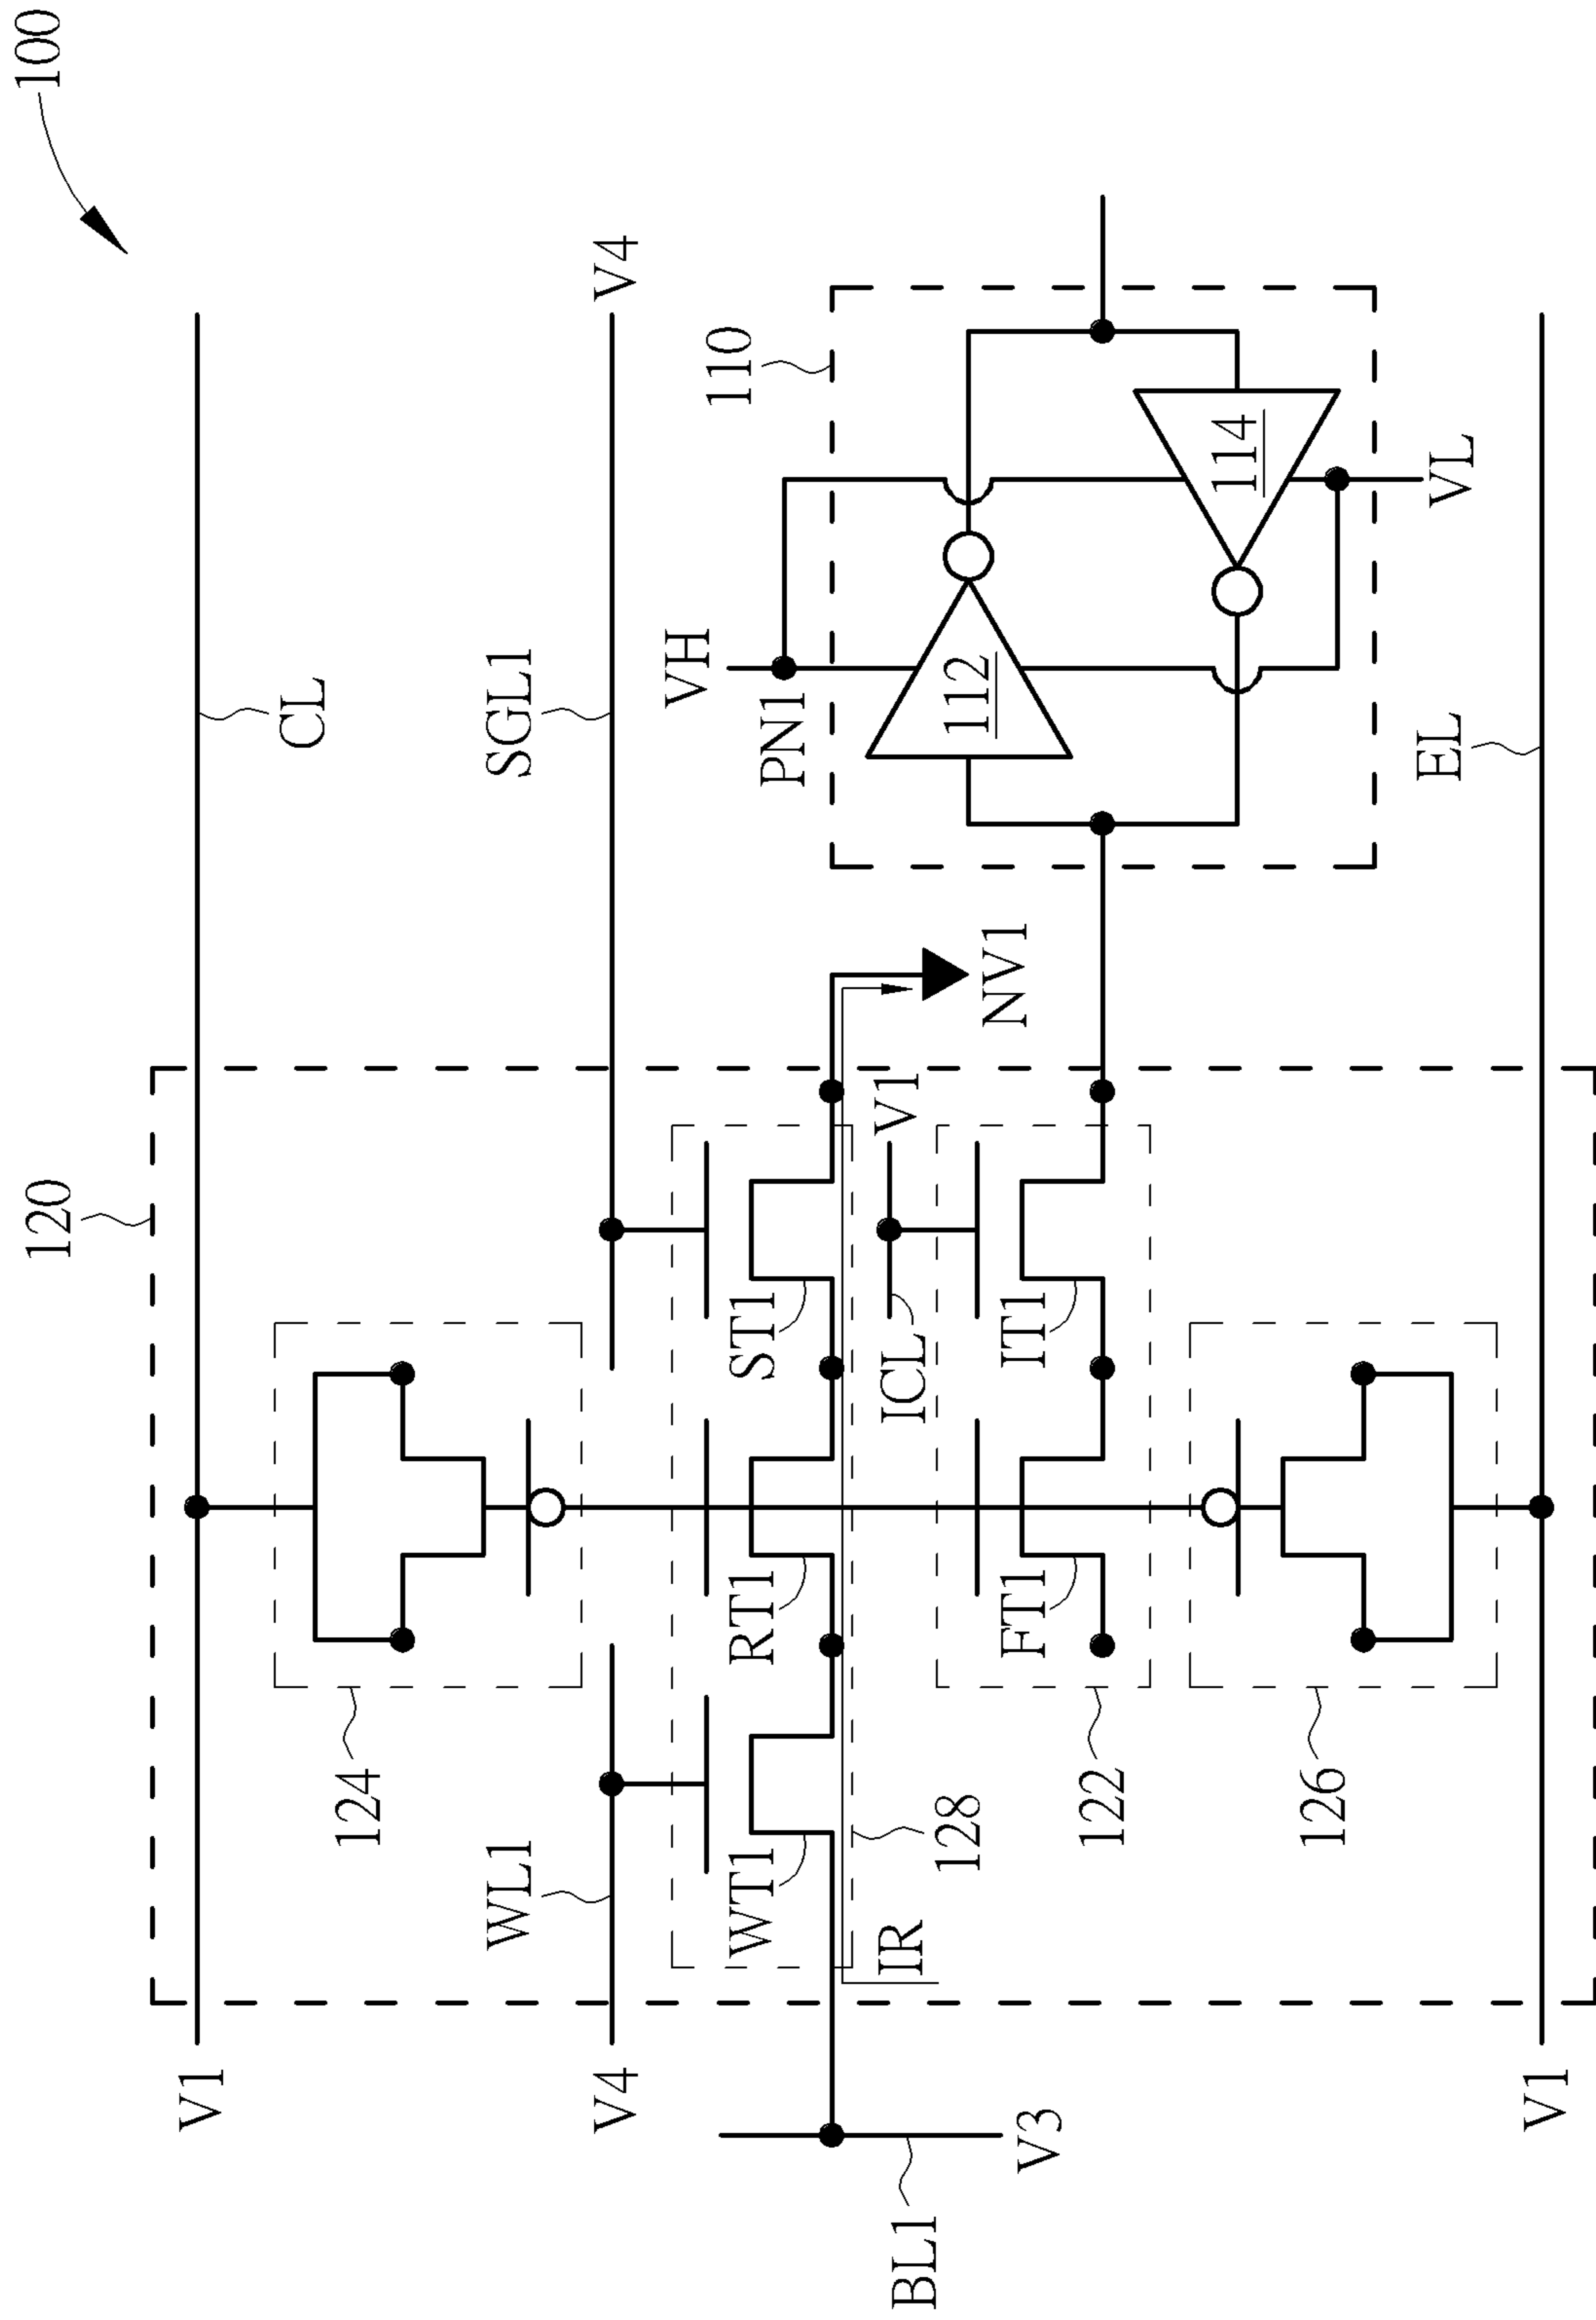 100
120
V1
CL
124
V4
WL1
SGL1
V4
WT1
RT1
ST1
VH
PN1
110
BL1
V3
IR
128
ICL
V1
NV1
112
114
FT1
IT1
122
126
VL
EL
V1